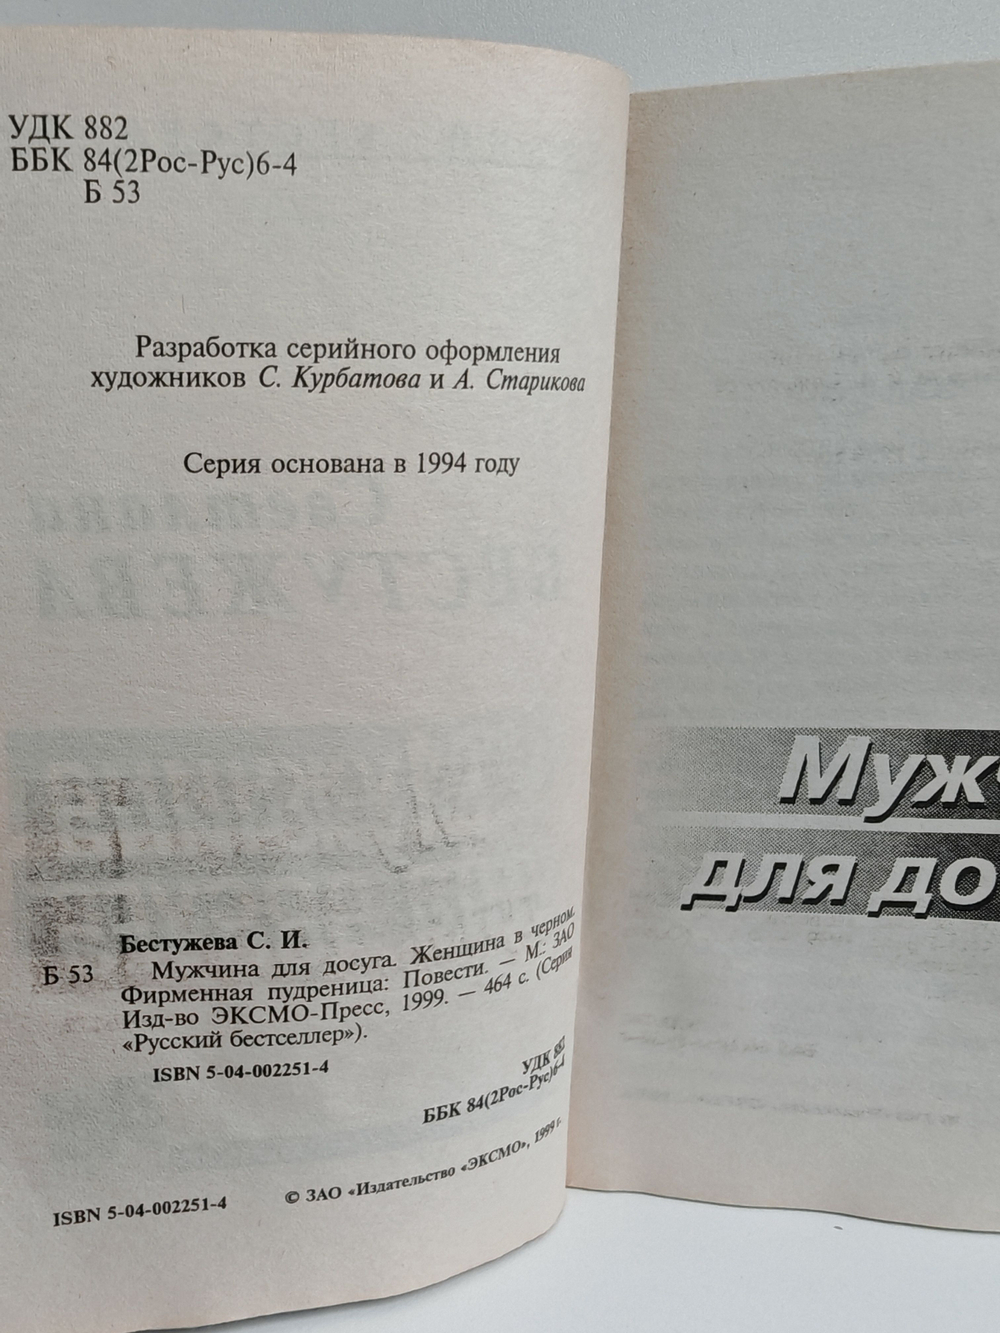 УДК 882
ББК 84(2Рос-Рус)6-4
Б 53
Разработка серийного оформления
художников С. Курбатова и А. Старикова
Серия основана в 1994 году
Бестужева С. И.
Б 53 Мужчина для досуга. Женщина в черном.
Фирменная пудреница: Повести. — М.: ЗАО
Изд-во ЭКСМО-Пресс, 1999. — 464 с. (Серия
«Русский бестселлер»).
ISBN 5-04-002251-4
УДК 882
ББК 84(2Рос-Рус)6-4
ISBN 5-04-002251-4
© ЗАО «Издательство «ЭКСМО», 1999 г.
Мужч
для до